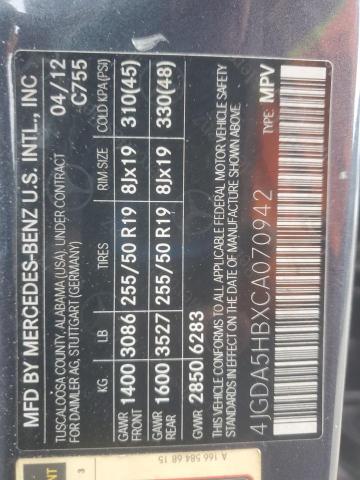 MFD BY MERCEDES-BENZ U.S. INTL., INC
TUSCALOOSA COUNTY, ALABAMA (USA) UNDER CONTRACT 04/12
FOR DAIMLER AG, STUTTGART (GERMANY) C755
KG LB TIRES RIM SIZE COLD KPA(PSI)
GAWR FRONT 1400 3086 255/50 R19 8Jx19 310(45)
GAWR REAR 1600 3527 255/50 R19 8Jx19 330(48)
GVWR 2850 6283
THIS VEHICLE CONFORMS TO ALL APPLICABLE FEDERAL MOTOR VEHICLE SAFETY
STANDARDS IN EFFECT ON THE DATE OF MANUFACTURE SHOWN ABOVE
4JGDA5HBXCA070942 TYPE: MPV
A 166 584 68 15
3